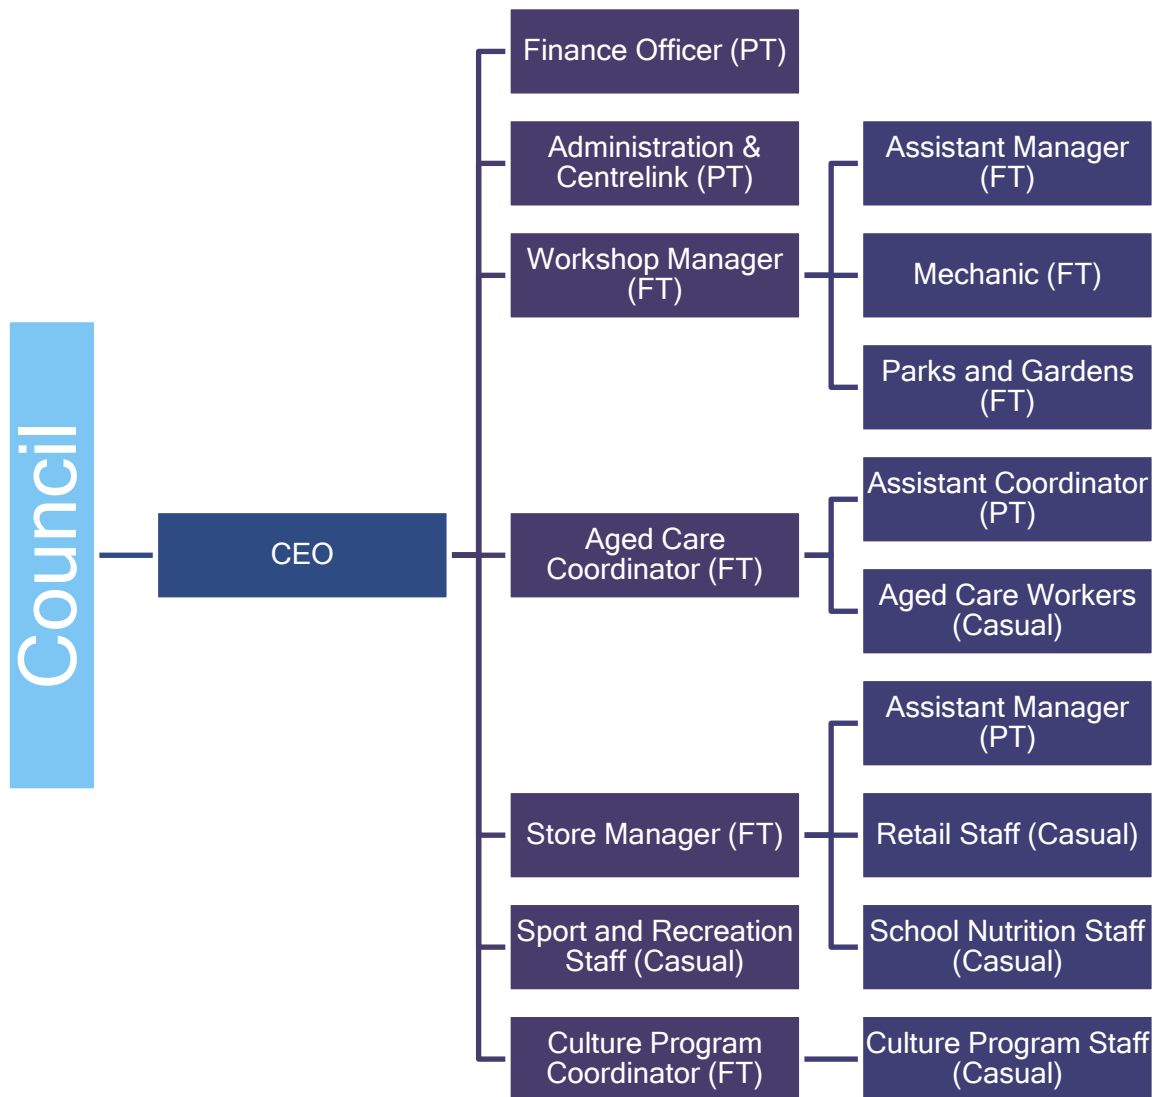 Council
CEO
Finance Officer (PT)
Administration &
Centrelink (PT)
Workshop Manager
(FT)
Assistant Manager
(FT)
Mechanic (FT)
Parks and Gardens
(FT)
Aged Care
Coordinator (FT)
Assistant Coordinator
(PT)
Aged Care Workers
(Casual)
Store Manager (FT)
Assistant Manager
(PT)
Retail Staff (Casual)
School Nutrition Staff
(Casual)
Sport and Recreation
Staff (Casual)
Culture Program
Coordinator (FT)
Culture Program Staff
(Casual)